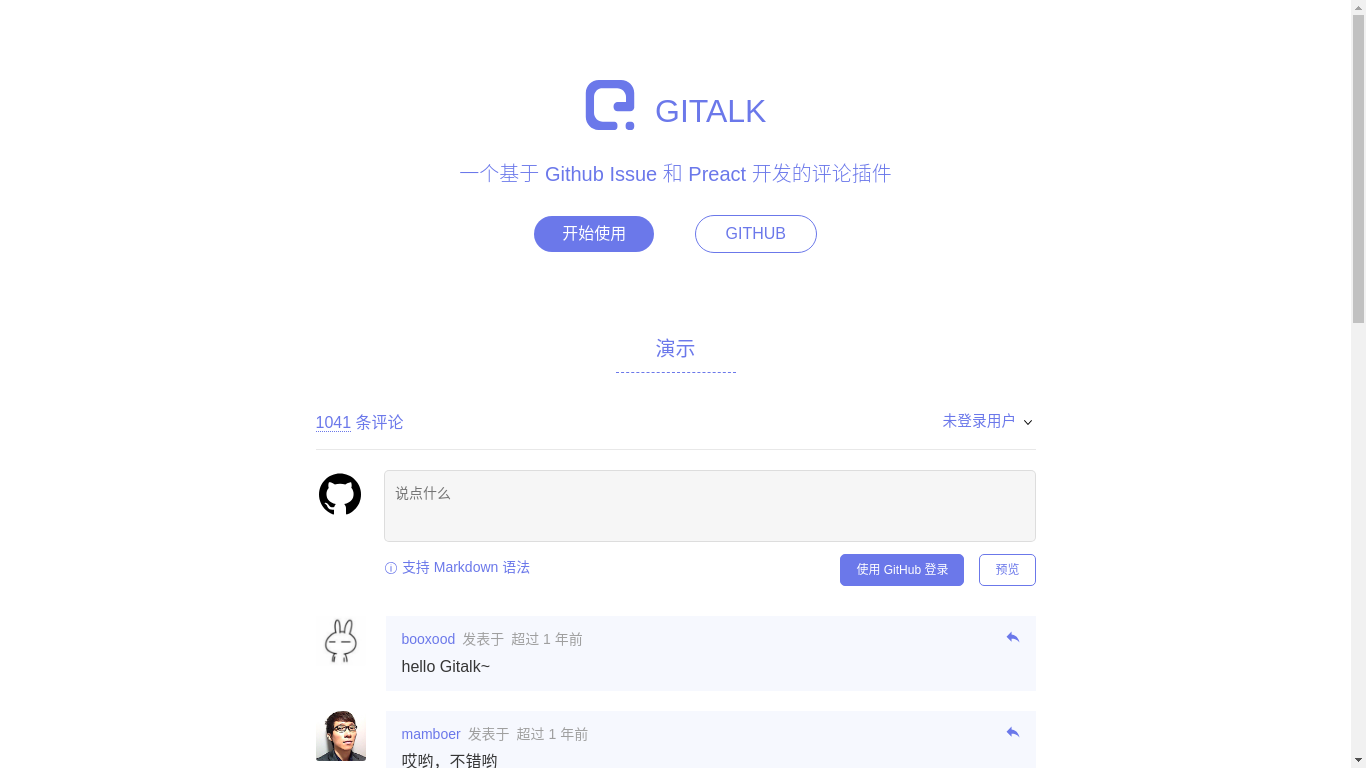 GITALK
一个基于 Github Issue 和 Preact 开发的评论插件
开始使用
GITHUB
演示
1041 条评论
未登录用户
说点什么
支持 Markdown 语法
使用 GitHub 登录
预览
booxood 发表于 超过 1 年前
hello Gitalk~
mamboer 发表于 超过 1 年前
哎哟，不错哟